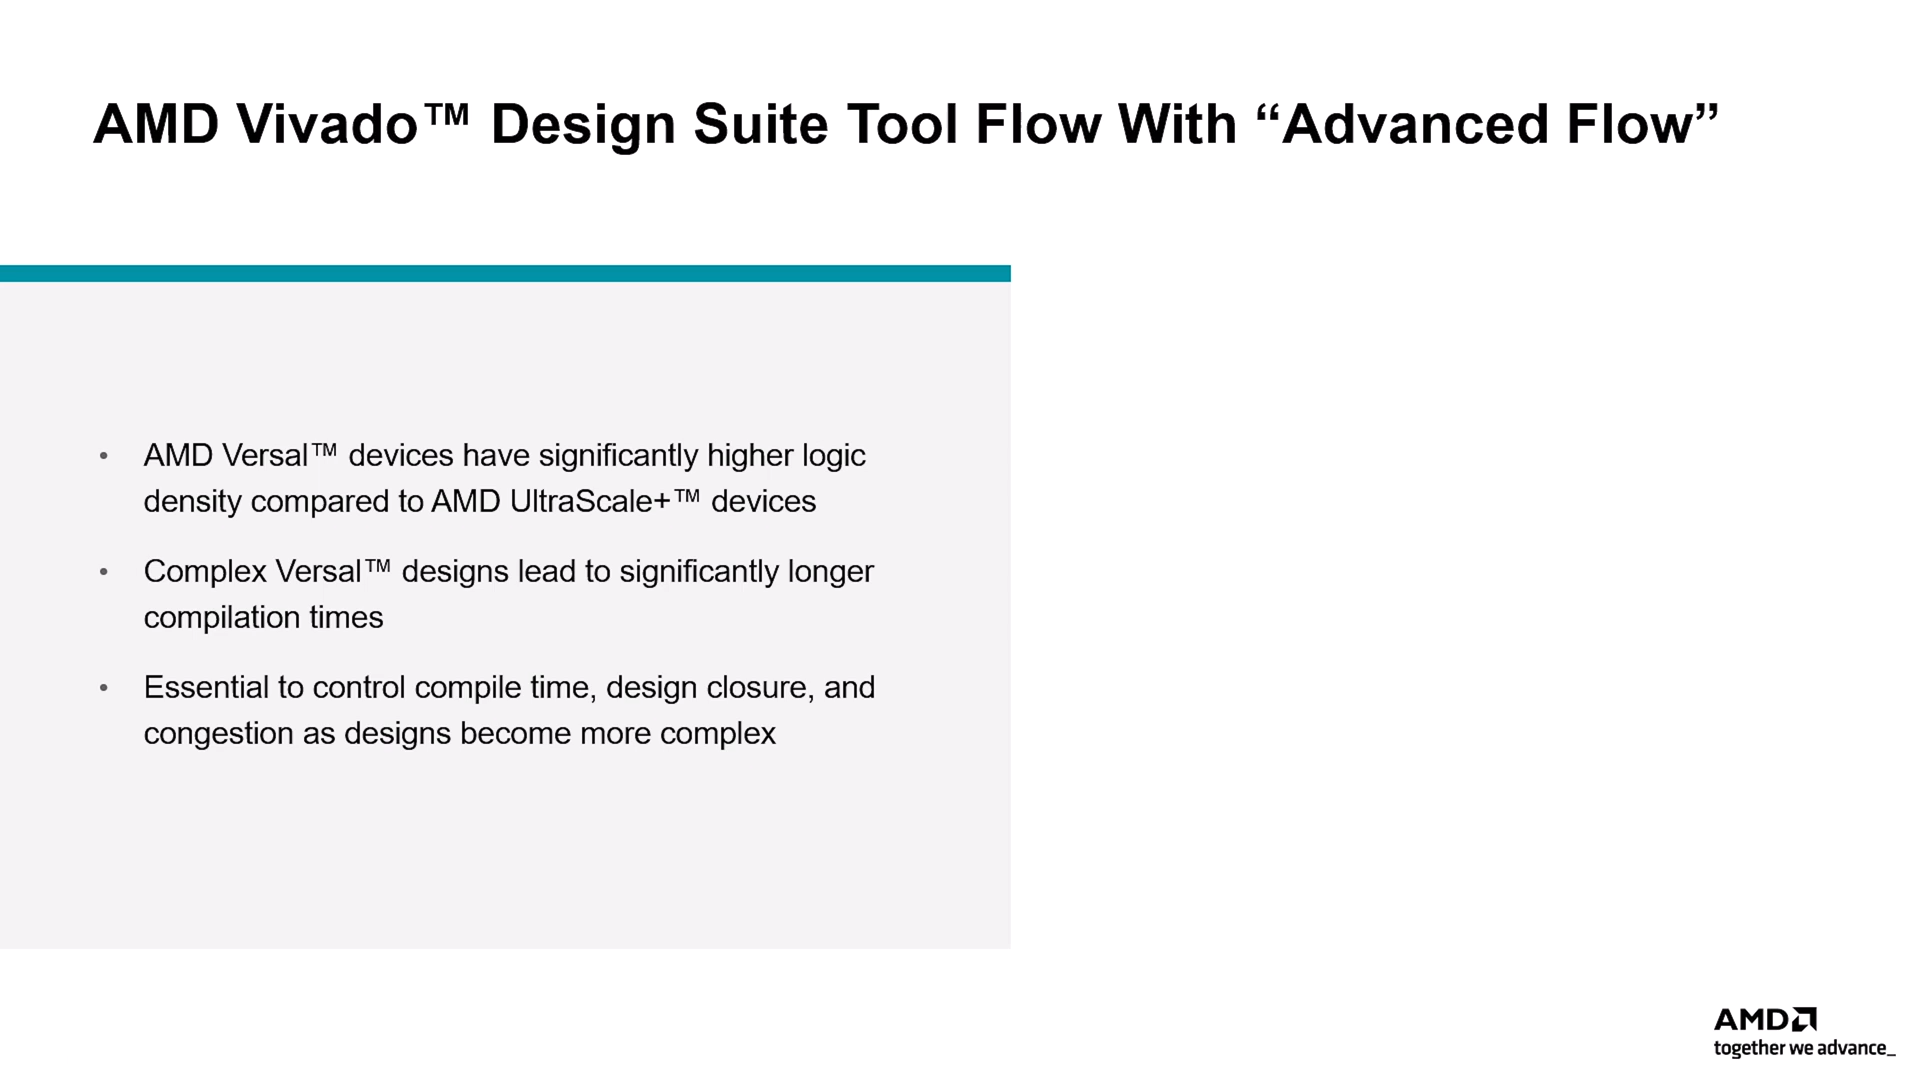 AMD Vivado™ Design Suite Tool Flow With “Advanced Flow”
• AMD Versal™ devices have significantly higher logic
density compared to AMD UltraScale+™ devices
• Complex Versal™ designs lead to significantly longer
compilation times
• Essential to control compile time, design closure, and
congestion as designs become more complex
AMD
together we advance_